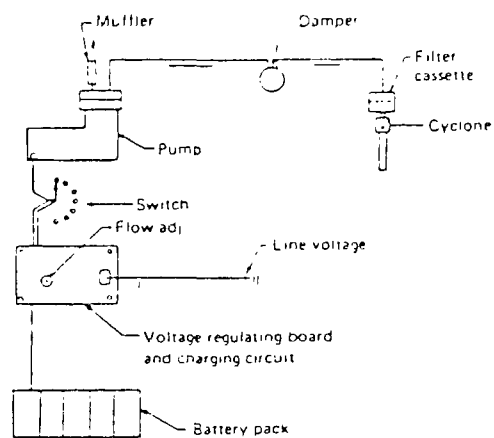 Muffler
Damper
Filter
cassette
Cyclone
Pump
Switch
Flow adj
Line voltage
Voltage regulating board
and charging circuit
Battery pack